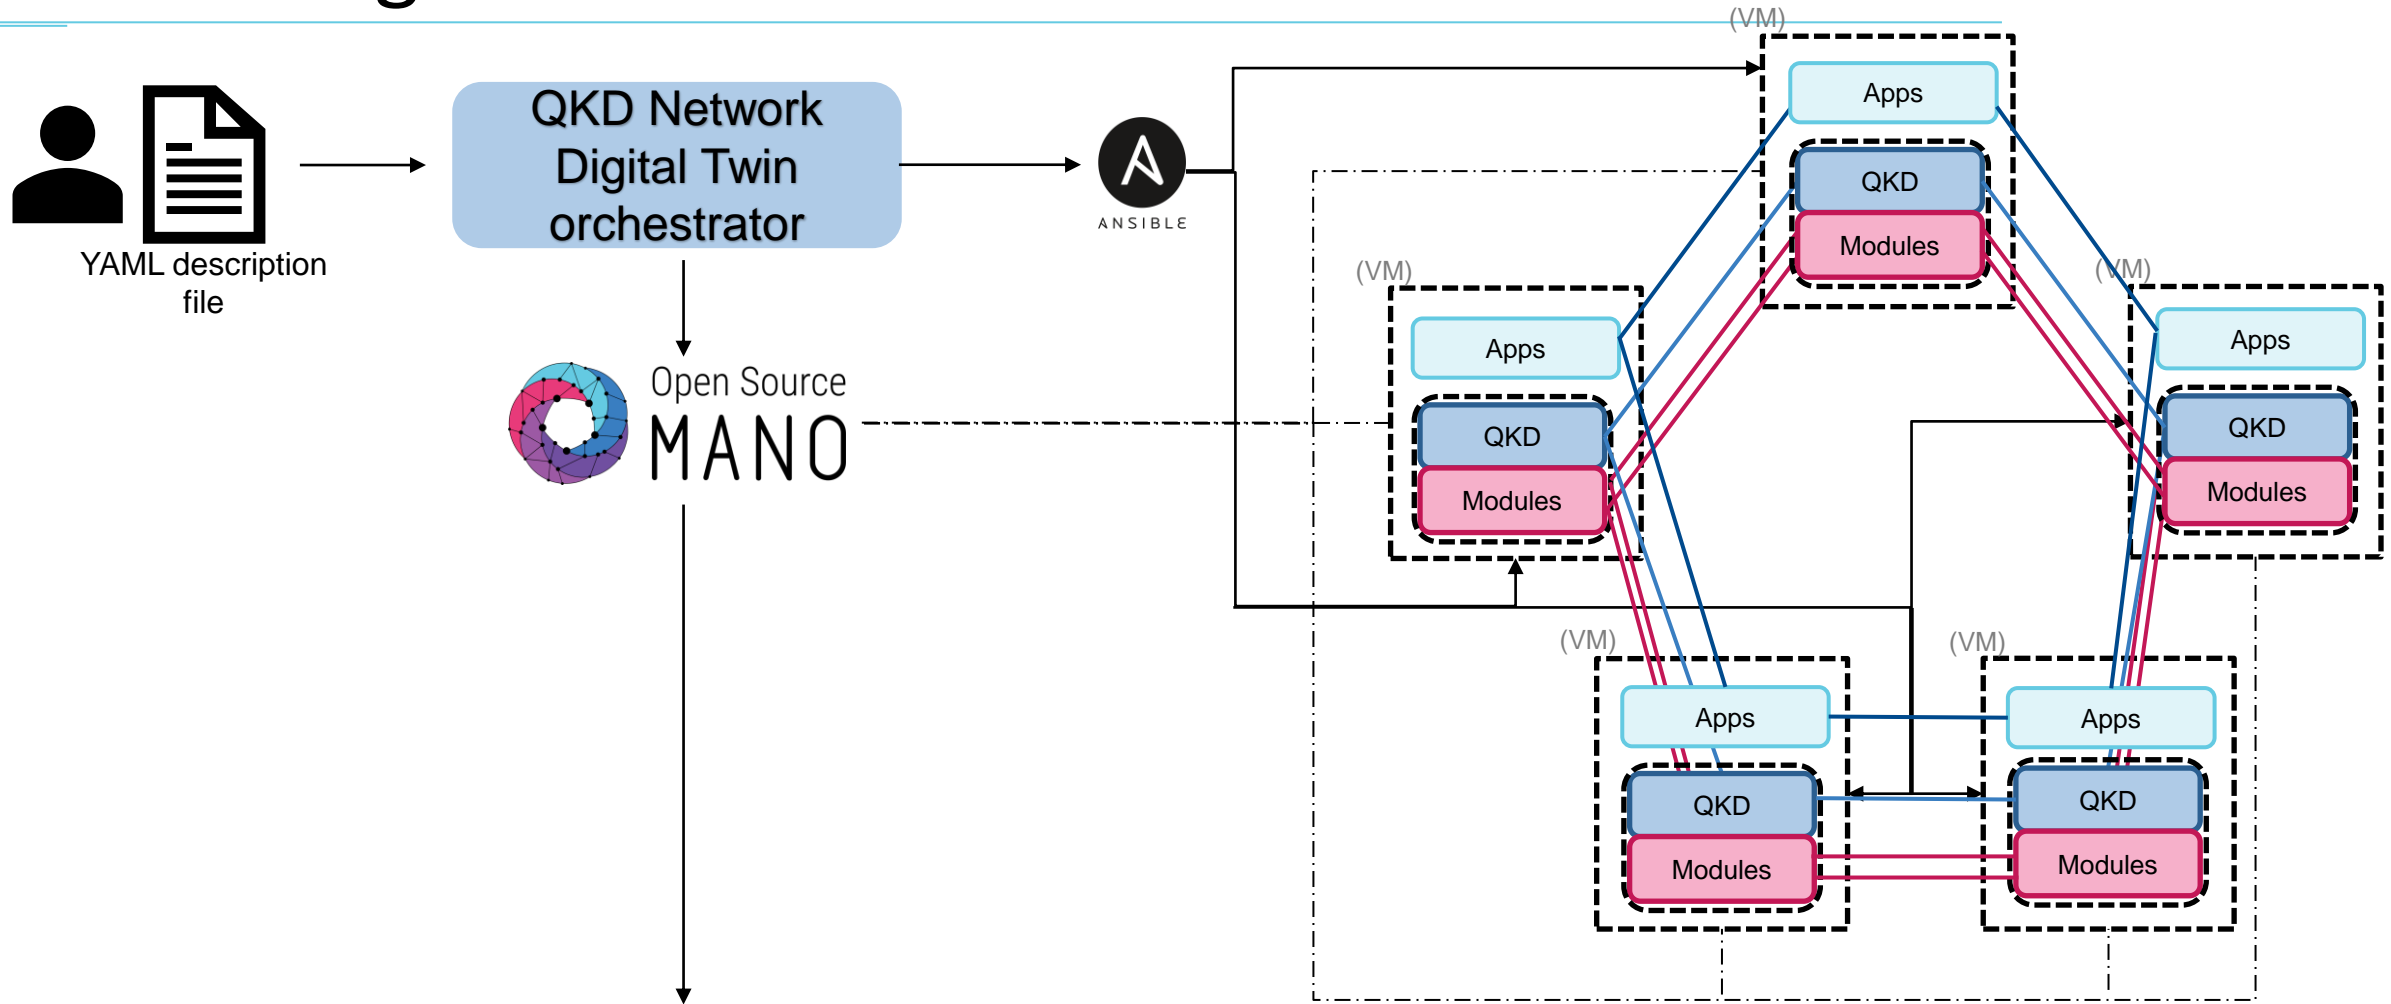 QKD Network
Digital Twin
orchestrator
YAML description
file
ANSIBLE
Open Source
MANO
(VM)
Apps
QKD
Modules
(VM)
Apps
QKD
Modules
(VM)
Apps
QKD
Modules
(VM)
Apps
QKD
Modules
(VM)
Apps
QKD
Modules